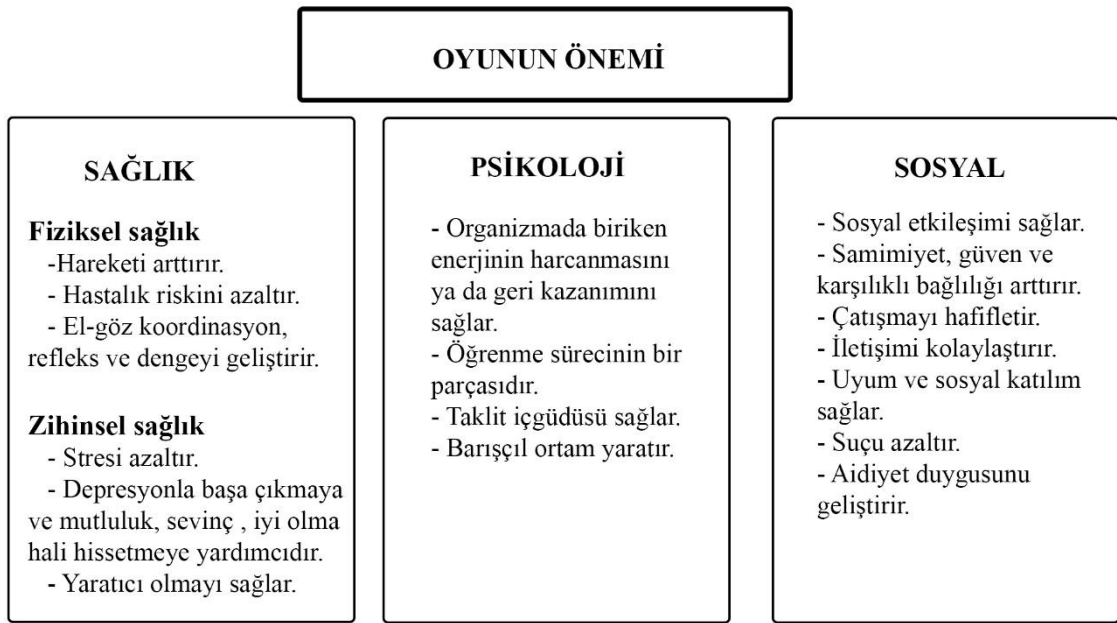 OYUNUN ÖNEMİ
SAĞLIK
Fiziksel sağlık
-Hareketi arttırır.
- Hastalık riskini azaltır.
- El-göz koordinasyon,
refleks ve dengeyi geliştirir.
Zihinsel sağlık
- Stresi azaltır.
- Depresyonla başa çıkmaya
ve mutluluk, sevinç , iyi olma
hali hissetmeye yardımcıdır.
- Yaratıcı olmayı sağlar.
PSİKOLOJİ
- Organizmada biriken
enerjinin harcanmasını
ya da geri kazanımını
sağlar.
- Öğrenme sürecinin bir
parçasıdır.
- Taklit içgüdüsü sağlar.
- Barışçıl ortam yaratır.
SOSYAL
- Sosyal etkileşimi sağlar.
- Samimiyet, güven ve
karşılıklı bağlılığı arttırır.
- Çatışmayı hafifletir.
- İletişimi kolaylaştırır.
- Uyum ve sosyal katılım
sağlar.
- Suçu azaltır.
- Aidiyet duygusunu
geliştirir.